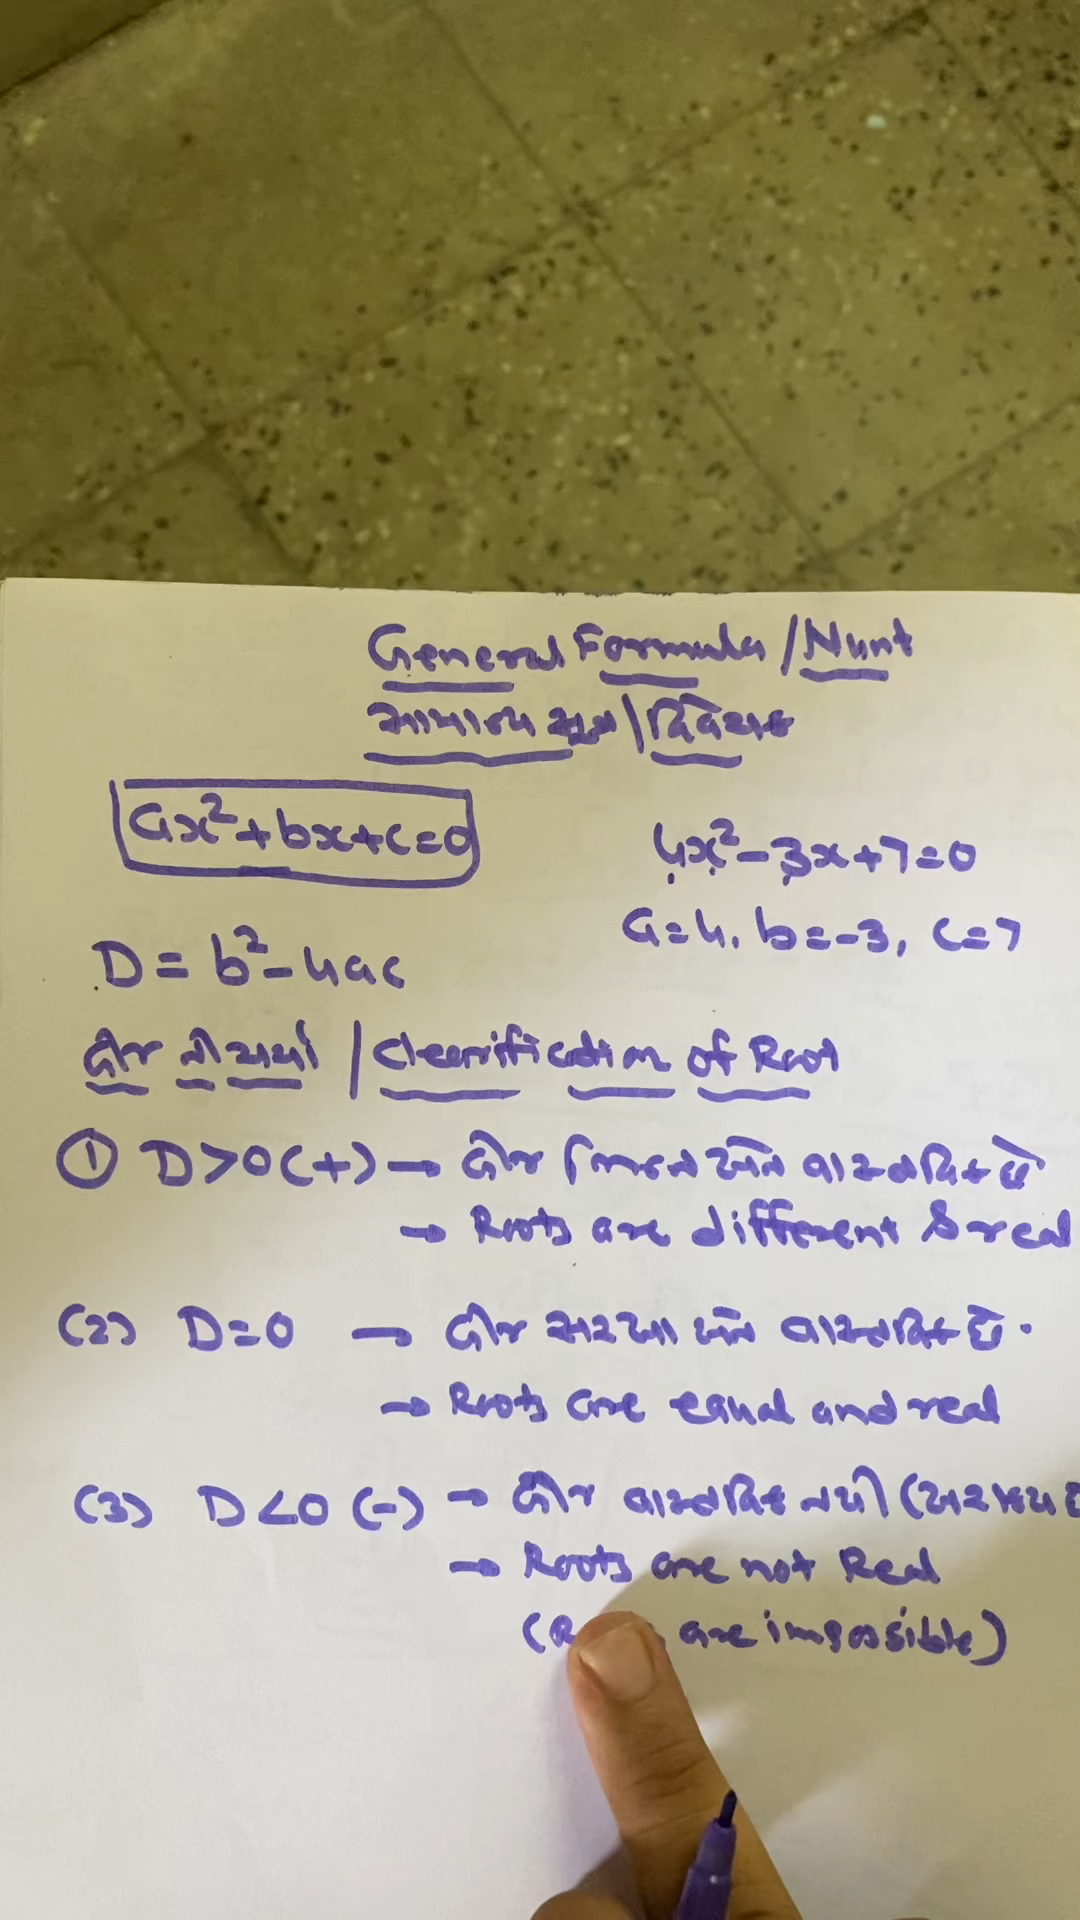 General Formula / Nunt
સામાન્ય સૂત્ર / વિવેચક
ax²+bx+c=0
4x²-3x+7=0
a=4, b=-3, c=7
D = b²-4ac
બીજ ની
/ Classification of Root
① D>0(+) → બીજ ભિન્ન અને વાસ્તવિક છે
→ Roots are different & real
(2) D=0 → બીજ સરખા અને વાસ્તવિક છે.
→ Roots are equal and real
(3) D<0 (-) → બીજ વાસ્તવિક નથી (
→ Roots are not Real
( are impossible)